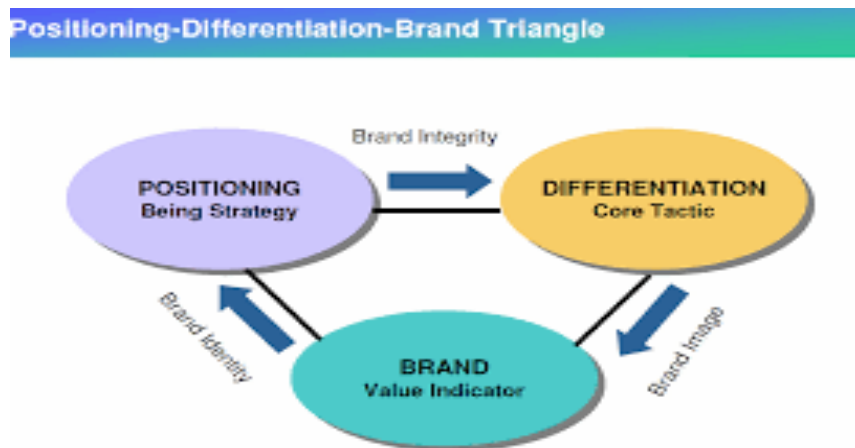 Positioning-Differentiation-Brand Triangle
Brand Integrity
POSITIONING
Being Strategy
DIFFERENTIATION
Core Tactic
Brand Identity
Brand Image
BRAND
Value Indicator